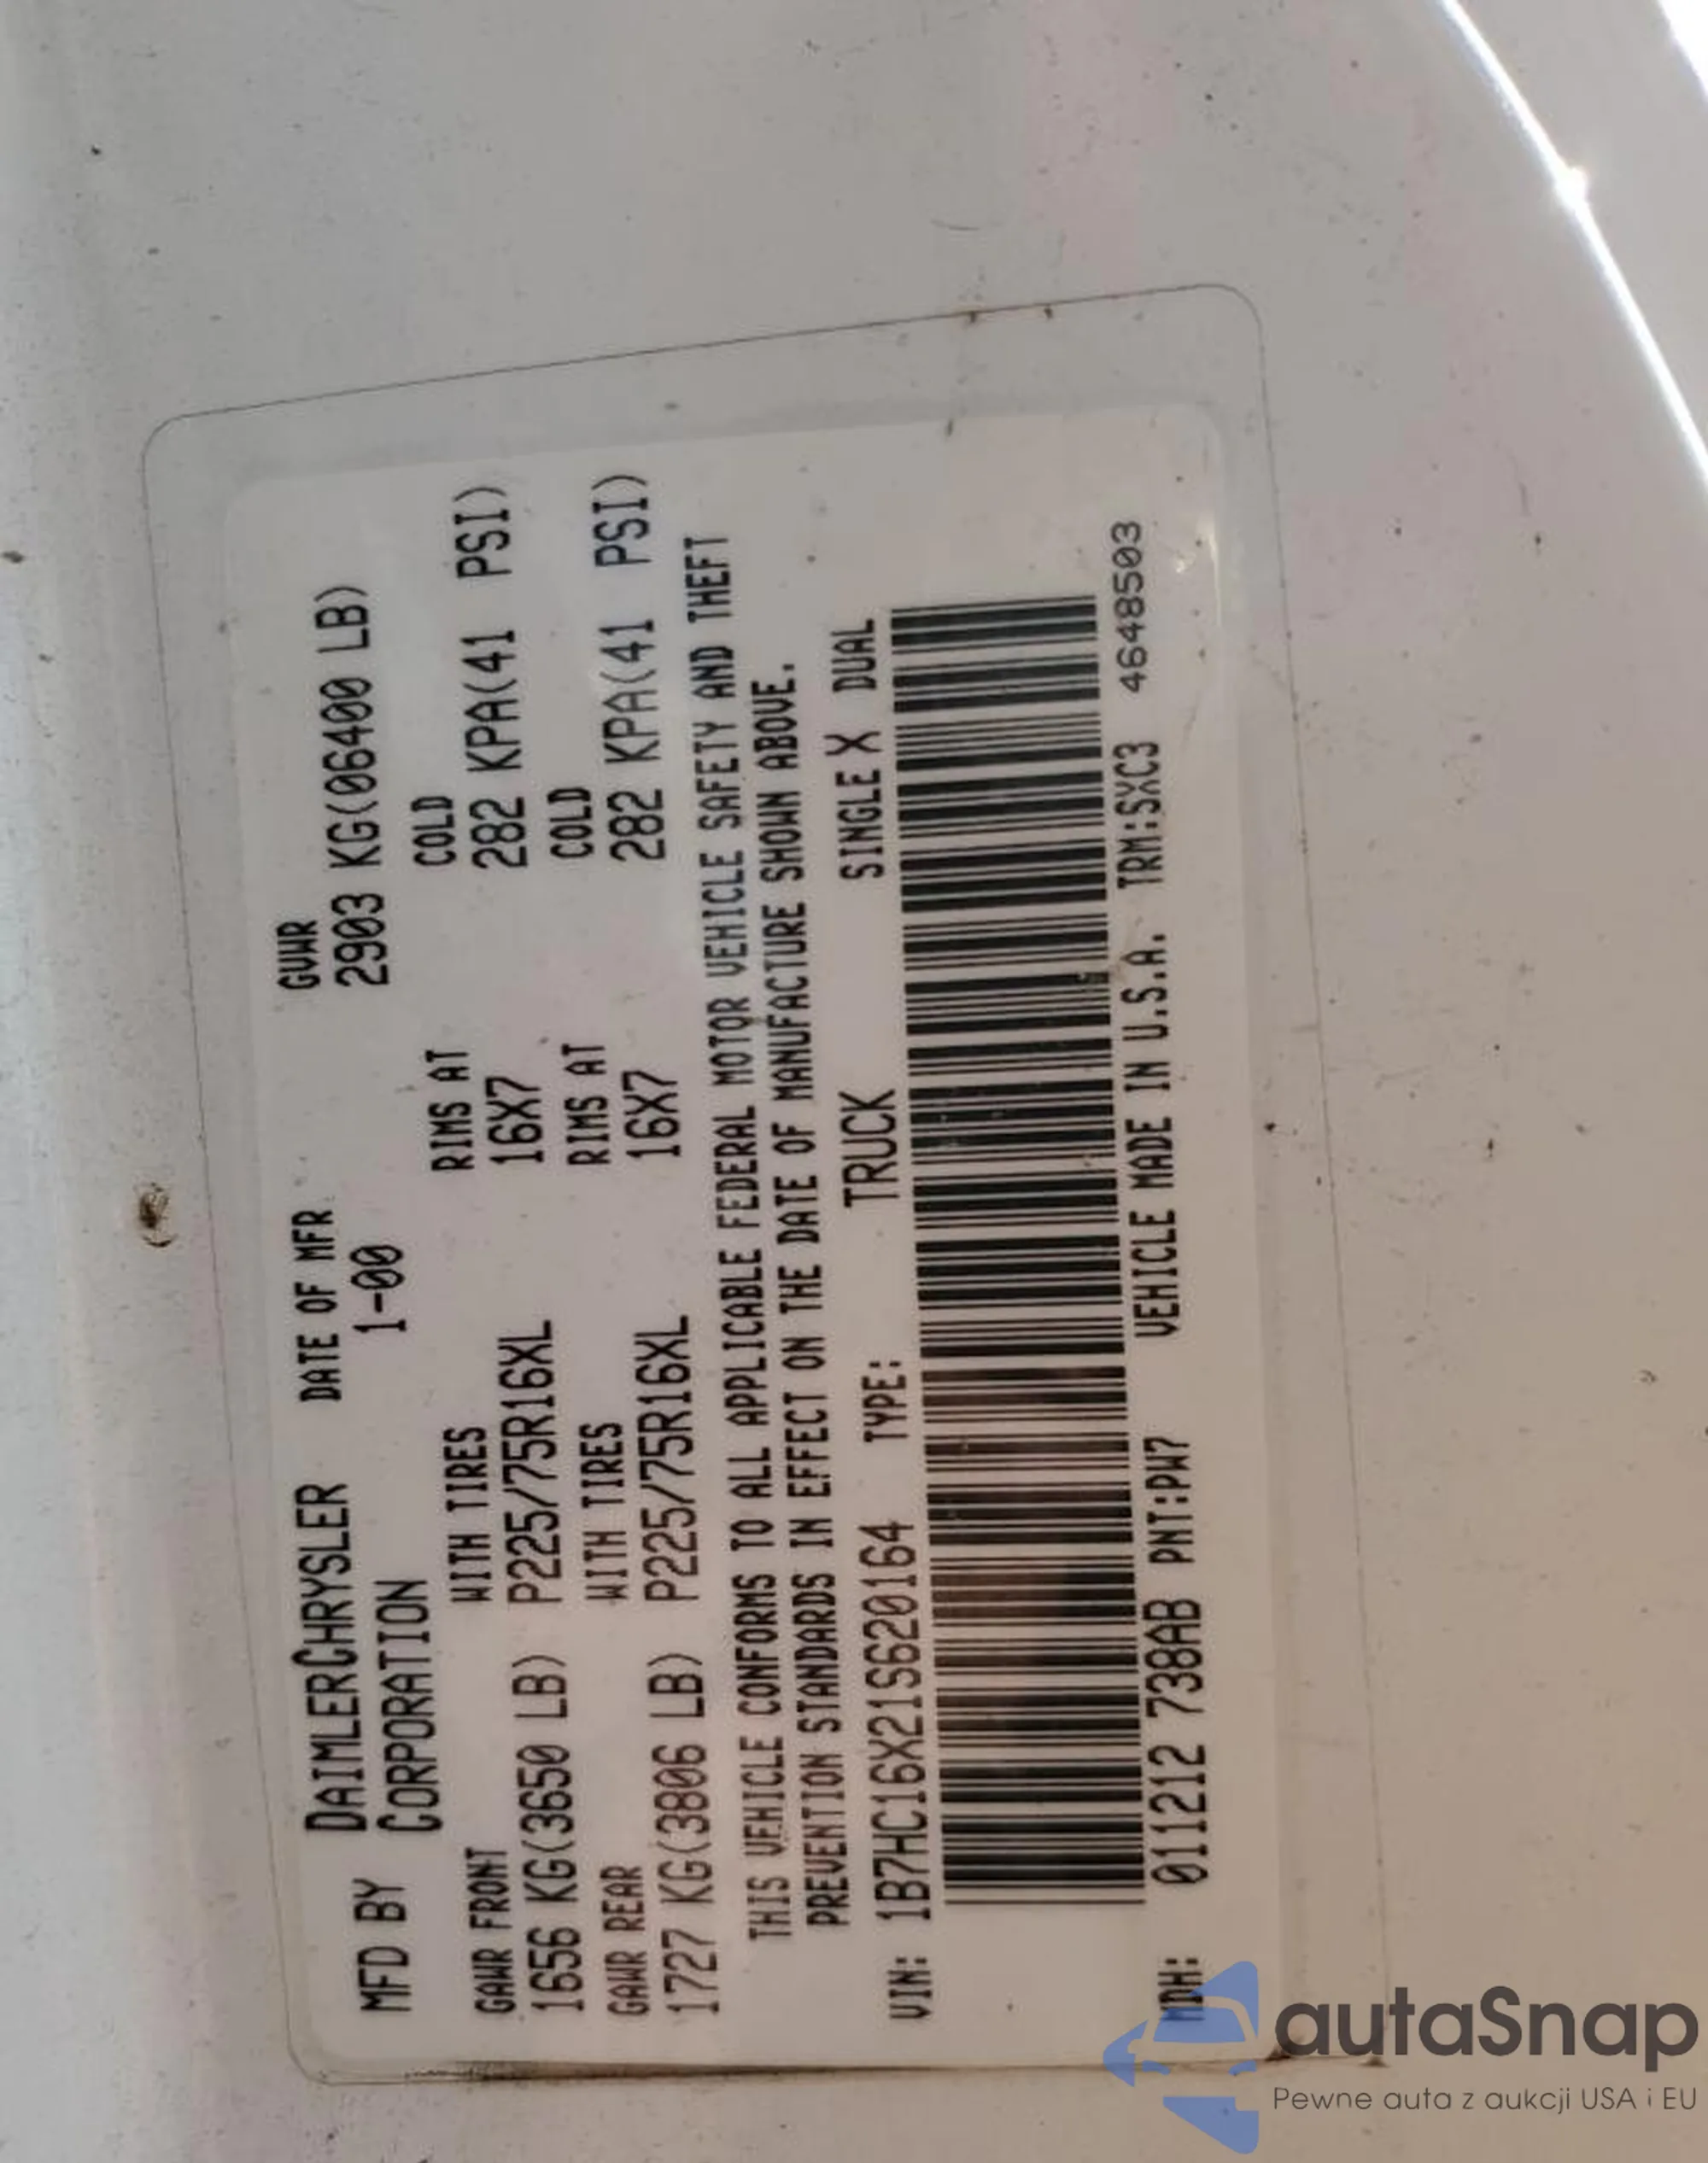 MFD BY DAIMLERCHRYSLER CORPORATION DATE OF MFR 1-00 GVWR 2903 KG(06400 LB)
GAWR FRONT WITH TIRES RIMS AT COLD
1656 KG(3650 LB) P225/75R16XL 16X7 282 KPA(41 PSI)
GAWR REAR WITH TIRES RIMS AT COLD
1727 KG(3806 LB) P225/75R16XL 16X7 282 KPA(41 PSI)
THIS VEHICLE CONFORMS TO ALL APPLICABLE FEDERAL MOTOR VEHICLE SAFETY AND THEFT
PREVENTION STANDARDS IN EFFECT ON THE DATE OF MANUFACTURE SHOWN ABOVE.
VIN: 1B7HC16X21S620164 TYPE: TRUCK SINGLE X DUAL
MDH: 011212 738AB PNT:PW7 VEHICLE MADE IN U.S.A. TRM:SXC3 4648503
autaSnap
Pewne auta z aukcji USA i EU